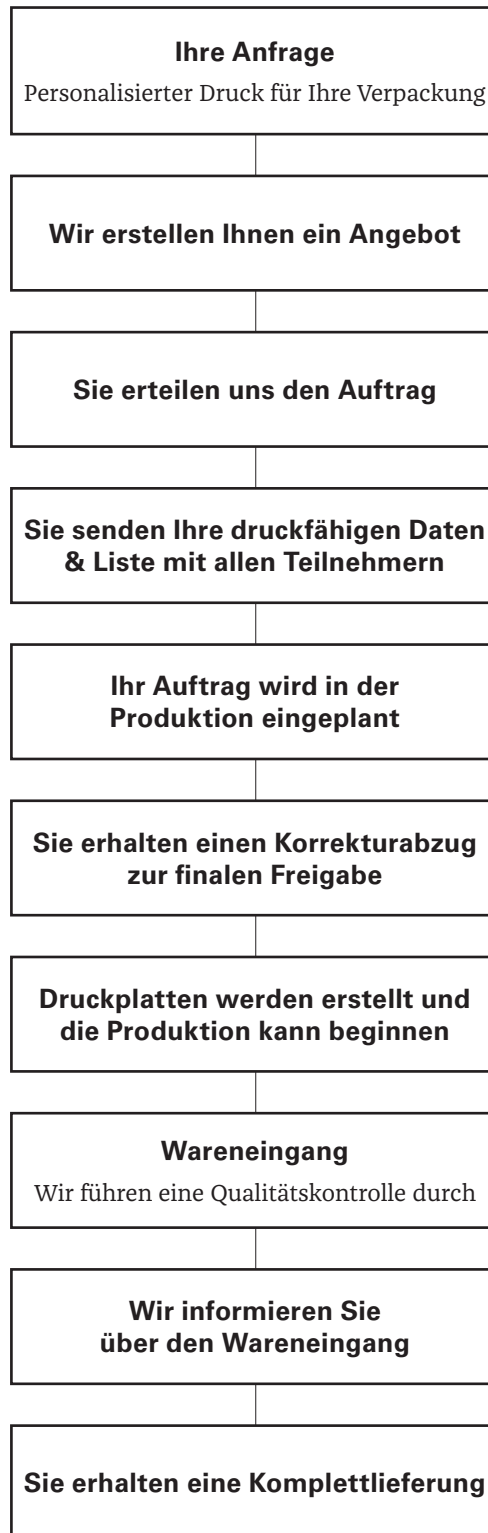 Ihre Anfrage
Personalisierter Druck für Ihre Verpackung
Wir erstellen Ihnen ein Angebot
Sie erteilen uns den Auftrag
Sie senden Ihre druckfähigen Daten
& Liste mit allen Teilnehmern
Ihr Auftrag wird in der
Produktion eingeplant
Sie erhalten einen Korrekturabzug
zur finalen Freigabe
Druckplatten werden erstellt und
die Produktion kann beginnen
Wareneingang
Wir führen eine Qualitätskontrolle durch
Wir informieren Sie
über den Wareneingang
Sie erhalten eine Komplettlieferung